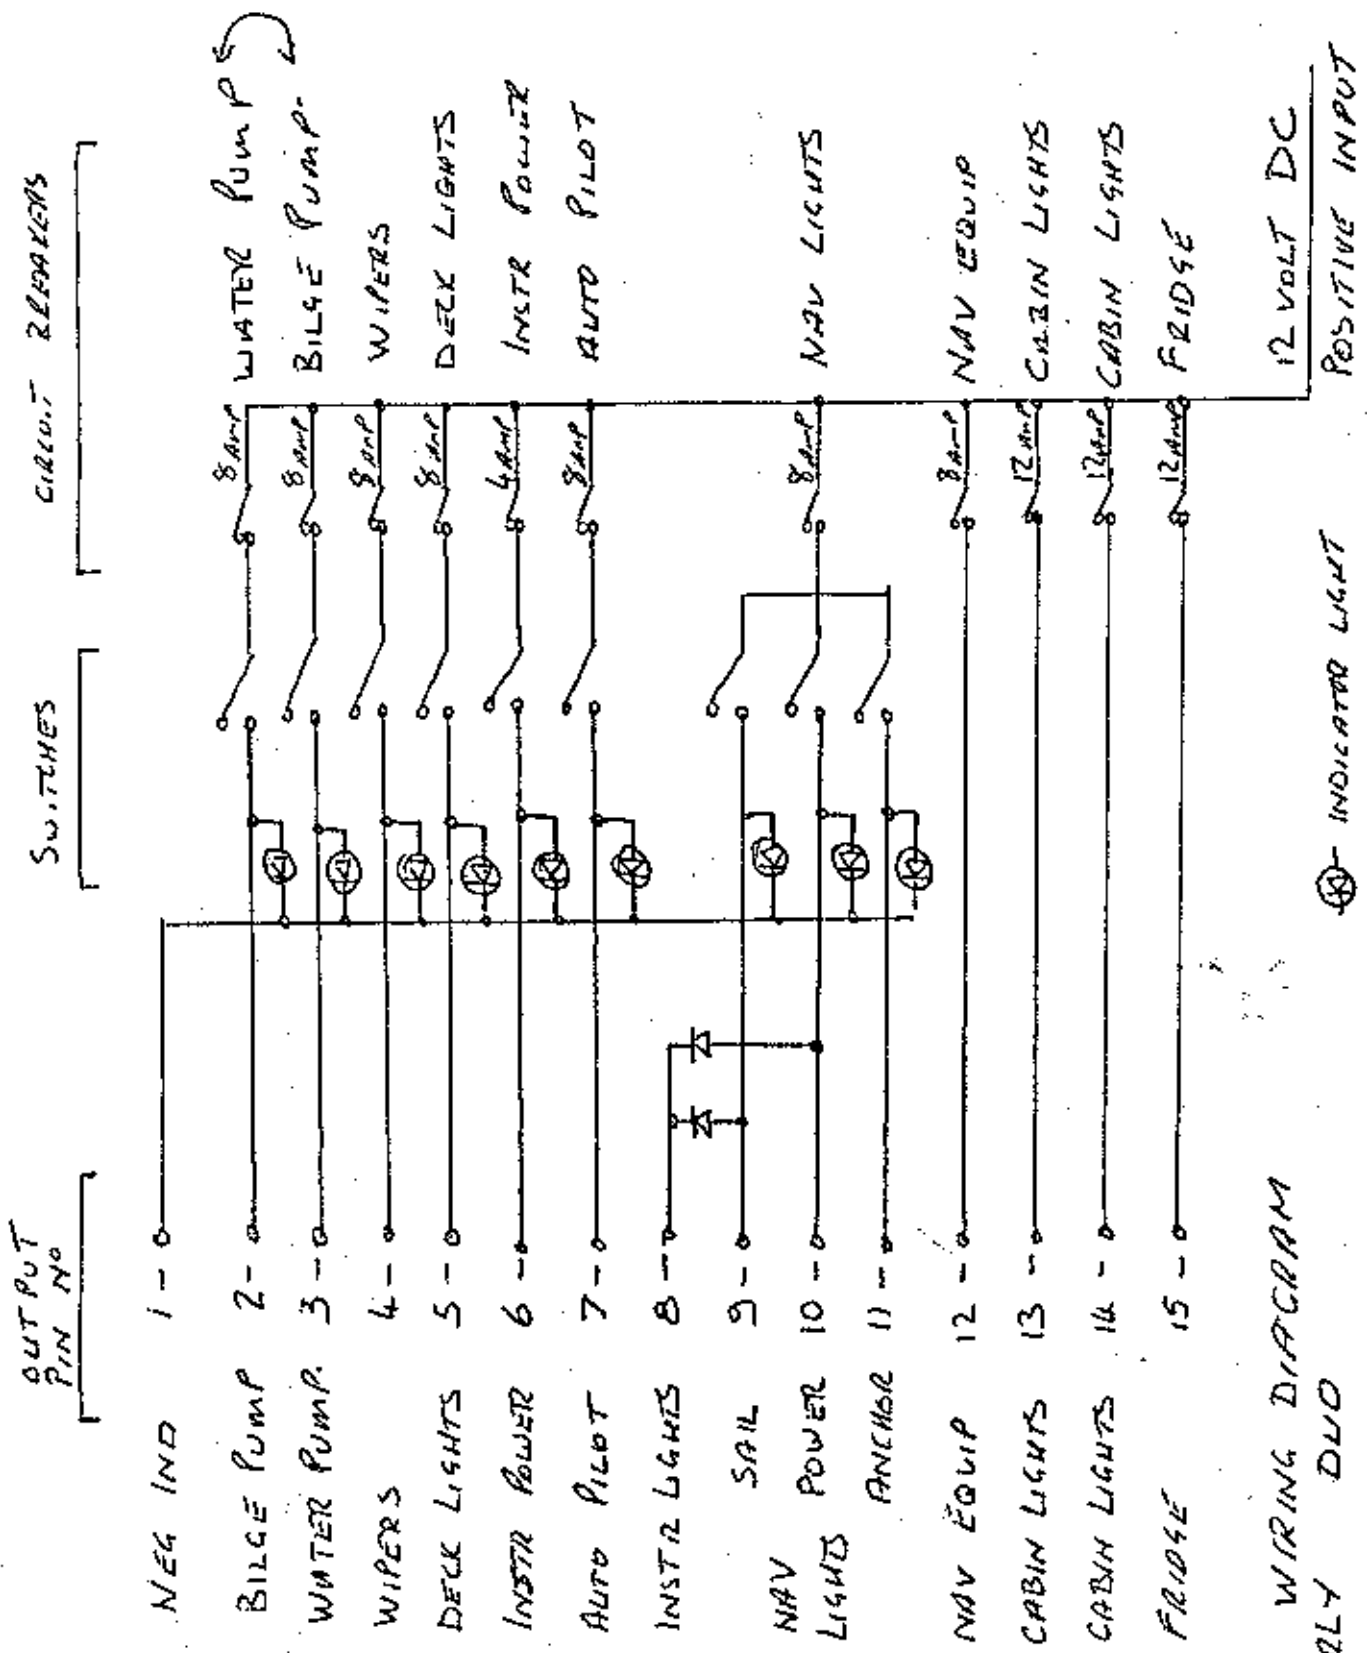 OUTPUT
PIN Nº
SWITCHES
CIRCUIT BREAKERS
NEG IND 1
BILGE PUMP 2 8 AMP WATER PUMP
WATER PUMP. 3 8 AMP BILGE PUMP.
WIPERS 4 8 AMP WIPERS
DECK LIGHTS 5 8 AMP DECK LIGHTS
INSTR POWER 6 4 AMP INSTR POWER
AUTO PILOT 7 8 AMP AUTO PILOT
INSTR LIGHTS 8
SAIL 9
NAV
LIGHTS
POWER 10 8 AMP NAV LIGHTS
ANCHOR 11
NAV EQUIP 12 8 AMP NAV EQUIP
CABIN LIGHTS 13 12 AMP CABIN LIGHTS
CABIN LIGHTS 14 12 AMP CABIN LIGHTS
FRIDGE 15 12 AMP FRIDGE
12 VOLT DC
POSITIVE INPUT
INDICATOR LIGHT
WIRING DIAGRAM
DUO